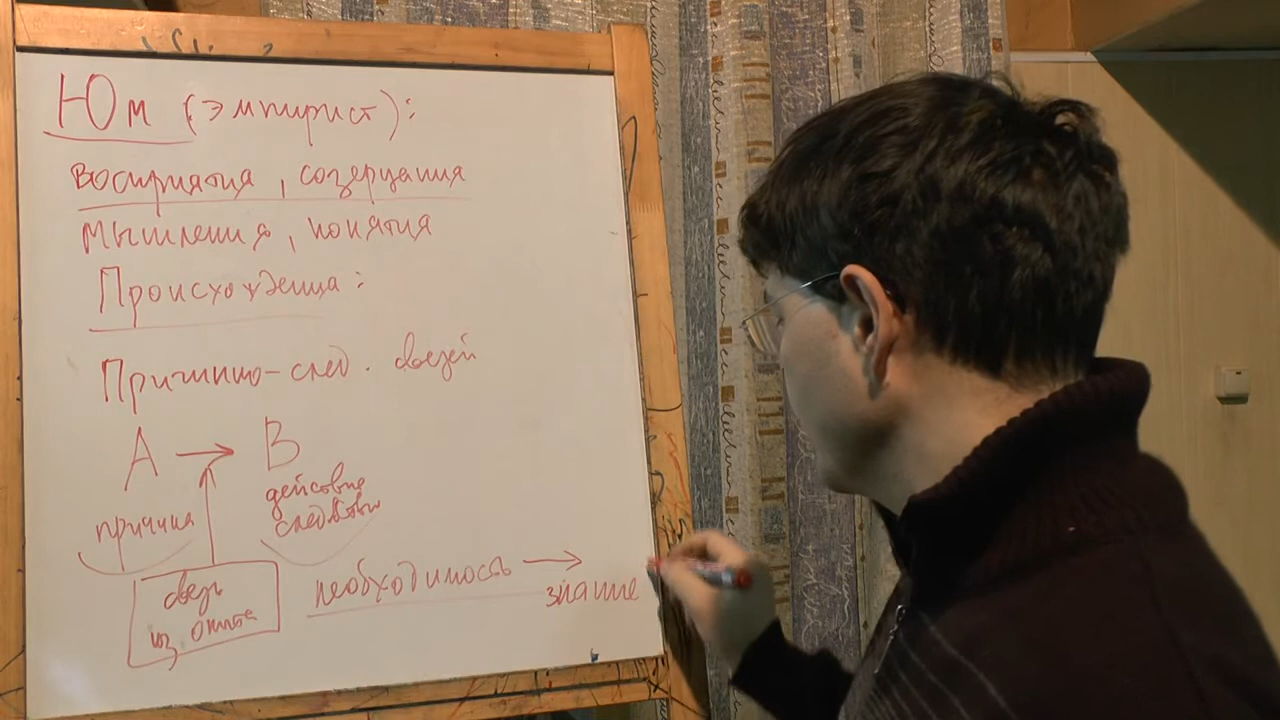 Юм (эмпирист):
восприятия, созерцания
мышления, понятия
Происхождения:
Причинно-след. связей
A → B
причина
действие
следствие
связь
из опыта
необходимость →
знание